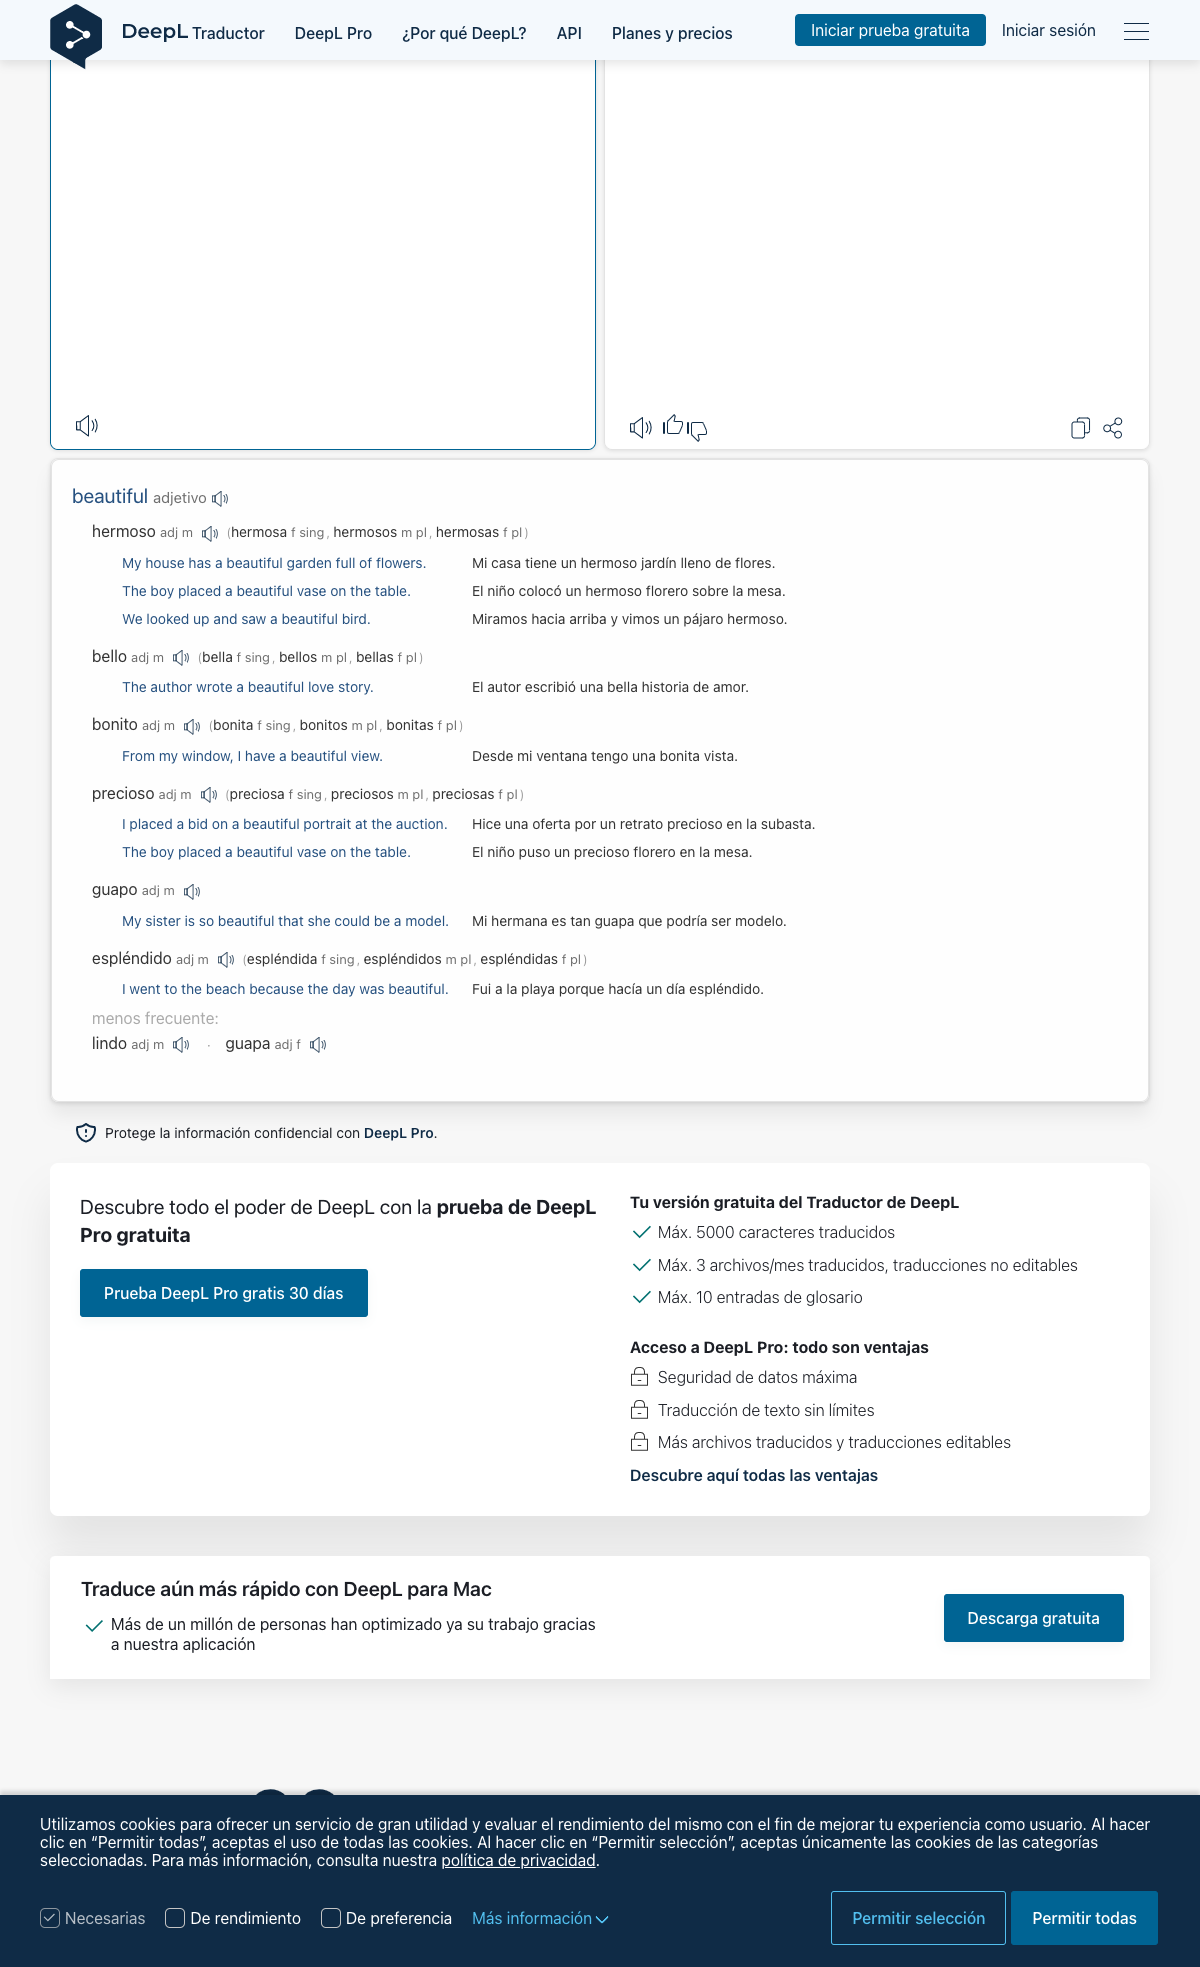 DeepL Traductor DeepL Pro ¿Por qué DeepL? API Planes y precios Iniciar prueba gratuita Iniciar sesión
beautiful adjetivo
hermoso adj m (hermosa f sing, hermosos m pl, hermosas f pl)
My house has a beautiful garden full of flowers. Mi casa tiene un hermoso jardín lleno de flores.
The boy placed a beautiful vase on the table. El niño colocó un hermoso florero sobre la mesa.
We looked up and saw a beautiful bird. Miramos hacia arriba y vimos un pájaro hermoso.
bello adj m (bella f sing, bellos m pl, bellas f pl)
The author wrote a beautiful love story. El autor escribió una bella historia de amor.
bonito adj m (bonita f sing, bonitos m pl, bonitas f pl)
From my window, I have a beautiful view. Desde mi ventana tengo una bonita vista.
precioso adj m (preciosa f sing, preciosos m pl, preciosas f pl)
I placed a bid on a beautiful portrait at the auction. Hice una oferta por un retrato precioso en la subasta.
The boy placed a beautiful vase on the table. El niño puso un precioso florero en la mesa.
guapo adj m
My sister is so beautiful that she could be a model. Mi hermana es tan guapa que podría ser modelo.
espléndido adj m (espléndida f sing, espléndidos m pl, espléndidas f pl)
I went to the beach because the day was beautiful. Fui a la playa porque hacía un día espléndido.
menos frecuente:
lindo adj m · guapa adj f
Protege la información confidencial con DeepL Pro.
Descubre todo el poder de DeepL con la prueba de DeepL
Pro gratuita
Prueba DeepL Pro gratis 30 días
Tu versión gratuita del Traductor de DeepL
Máx. 5000 caracteres traducidos
Máx. 3 archivos/mes traducidos, traducciones no editables
Máx. 10 entradas de glosario
Acceso a DeepL Pro: todo son ventajas
Seguridad de datos máxima
Traducción de texto sin límites
Más archivos traducidos y traducciones editables
Descubre aquí todas las ventajas
Traduce aún más rápido con DeepL para Mac
Más de un millón de personas han optimizado ya su trabajo gracias
a nuestra aplicación
Descarga gratuita
Utilizamos cookies para ofrecer un servicio de gran utilidad y evaluar el rendimiento del mismo con el fin de mejorar tu experiencia como usuario. Al hacer
clic en “Permitir todas”, aceptas el uso de todas las cookies. Al hacer clic en “Permitir selección”, aceptas únicamente las cookies de las categorías
seleccionadas. Para más información, consulta nuestra política de privacidad.
Necesarias De rendimiento De preferencia Más información Permitir selección Permitir todas